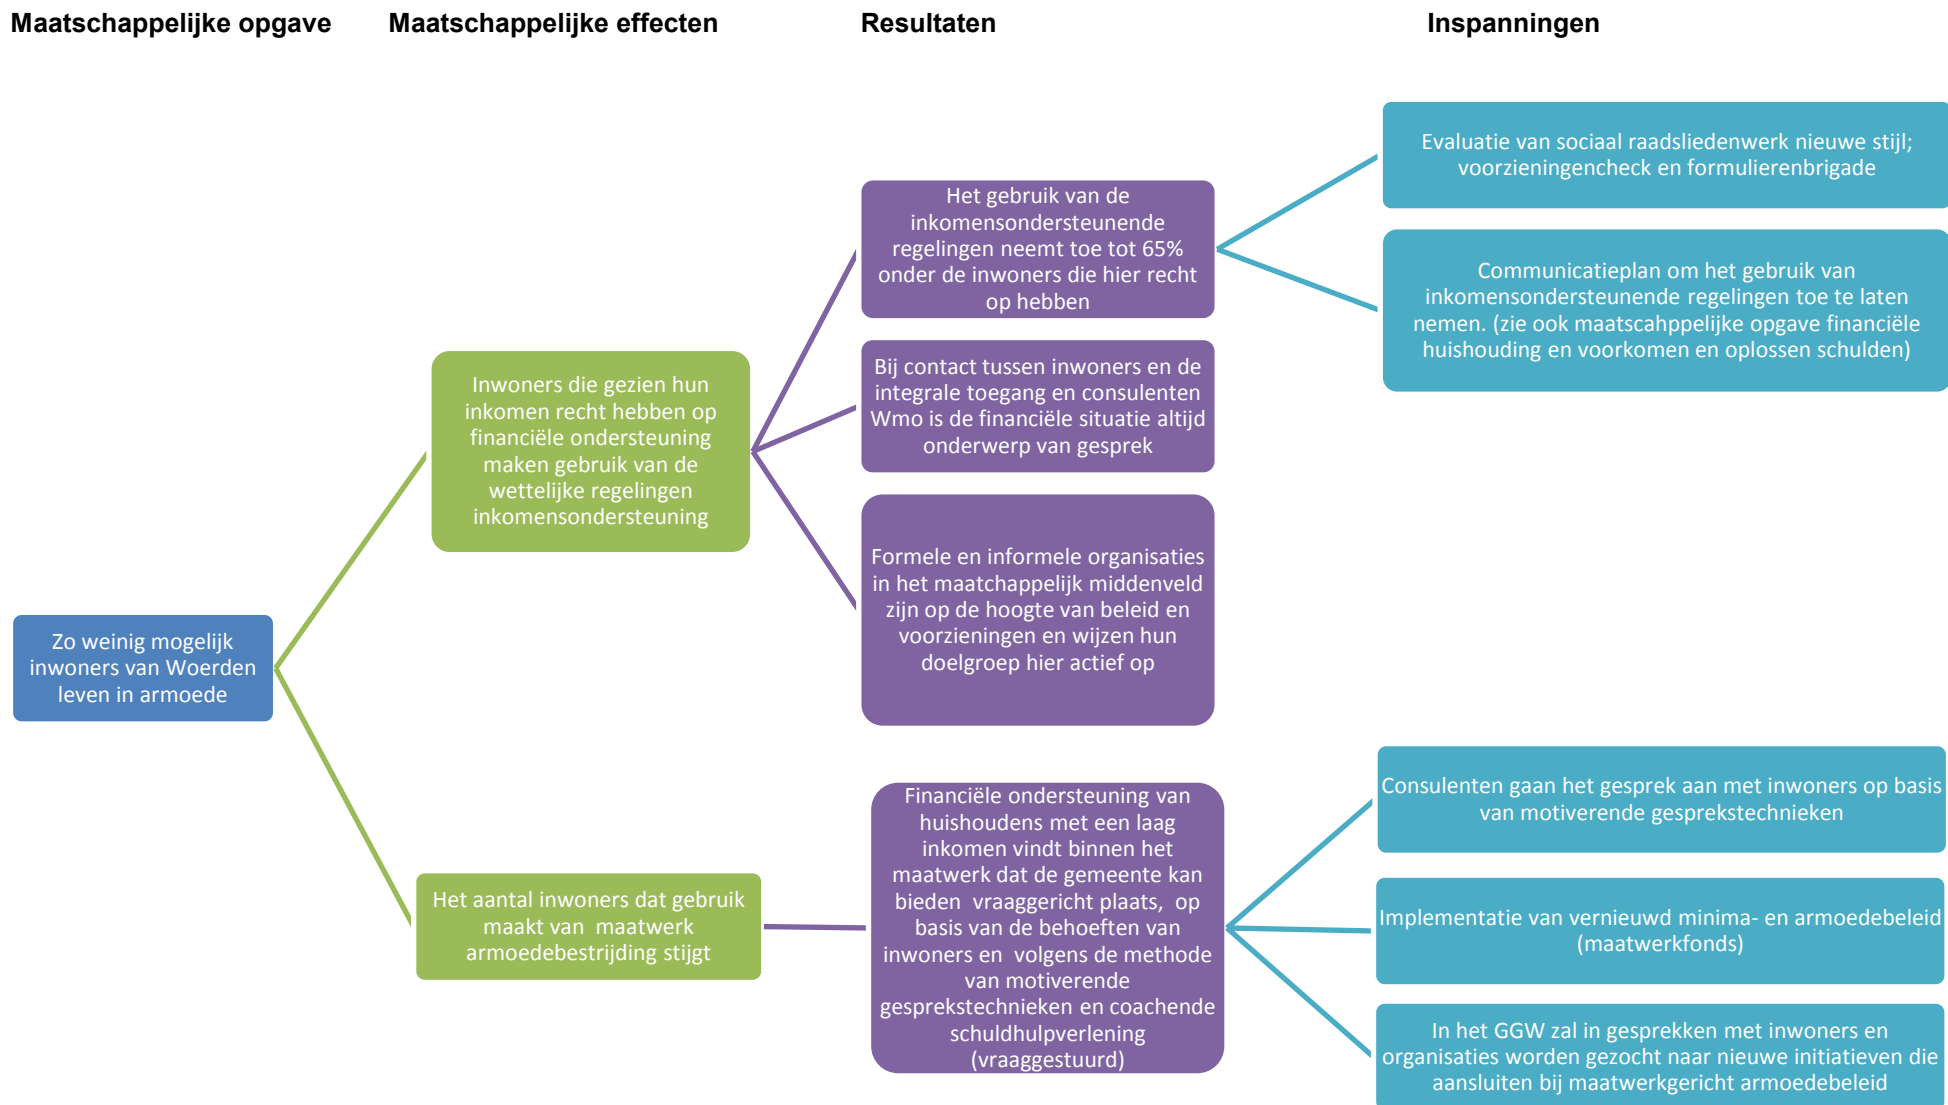 Maatschappelijke opgave
Maatschappelijke effecten
Resultaten
Inspanningen
Zo weinig mogelijk
inwoners van Woerden
leven in armoede
Inwoners die gezien hun
inkomen recht hebben op
financiële ondersteuning
maken gebruik van de
wettelijke regelingen
inkomensondersteuning
Het gebruik van de
inkomensondersteunende
regelingen neemt toe tot 65%
onder de inwoners die hier recht
op hebben
Evaluatie van sociaal raadsliedenwerk nieuwe stijl;
voorzieningencheck en formulierenbrigade
Communicatieplan om het gebruik van
inkomensondersteunende regelingen toe te laten
nemen. (zie ook maatscahppelijke opgave financiële
huishouding en voorkomen en oplossen schulden)
Bij contact tussen inwoners en de
integrale toegang en consulenten
Wmo is de financiële situatie altijd
onderwerp van gesprek
Formele en informele organisaties
in het maatchappelijk middenveld
zijn op de hoogte van beleid en
voorzieningen en wijzen hun
doelgroep hier actief op
Het aantal inwoners dat gebruik
maakt van maatwerk
armoedebestrijding stijgt
Financiële ondersteuning van
huishoudens met een laag
inkomen vindt binnen het
maatwerk dat de gemeente kan
bieden vraaggericht plaats, op
basis van de behoeften van
inwoners en volgens de methode
van motiverende
gesprekstechnieken en coachende
schuldhulpverlening
(vraaggestuurd)
Consulenten gaan het gesprek aan met inwoners op basis
van motiverende gesprekstechnieken
Implementatie van vernieuwd minima- en armoedebeleid
(maatwerkfonds)
In het GGW zal in gesprekken met inwoners en
organisaties worden gezocht naar nieuwe initiatieven die
aansluiten bij maatwerkgericht armoedebeleid